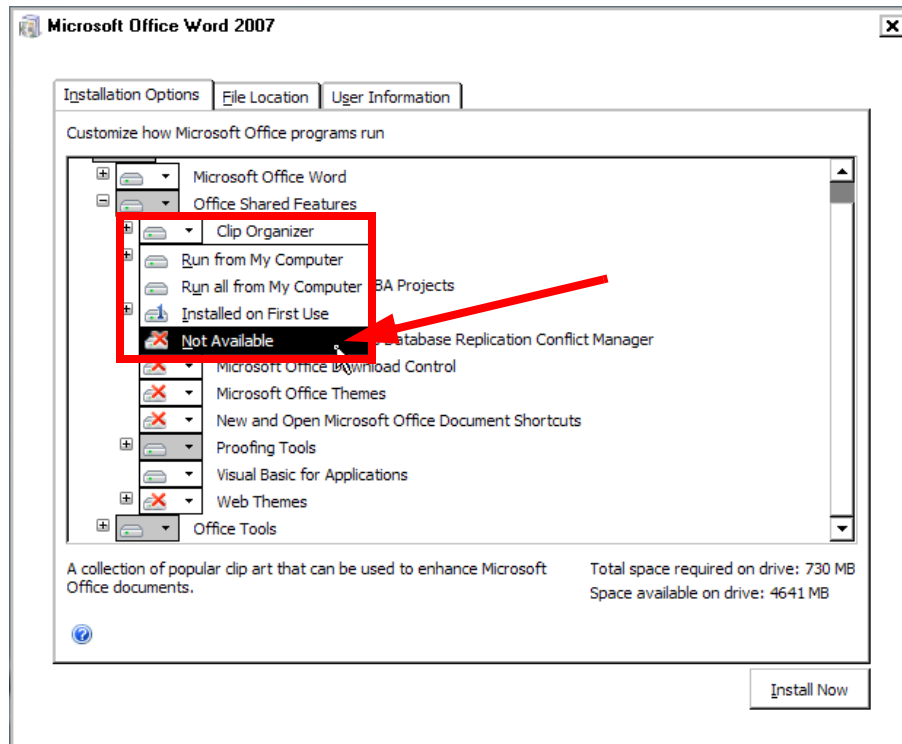 Microsoft Office Word 2007
Installation Options File Location User Information
Customize how Microsoft Office programs run
Microsoft Office Word
Office Shared Features
Clip Organizer
Run from My Computer
Run all from My Computer BA Projects
Installed on First Use
Not Available Database Replication Conflict Manager
Microsoft Office Download Control
Microsoft Office Themes
New and Open Microsoft Office Document Shortcuts
Proofing Tools
Visual Basic for Applications
Web Themes
Office Tools
A collection of popular clip art that can be used to enhance Microsoft
Office documents.
Total space required on drive: 730 MB
Space available on drive: 4641 MB
Install Now